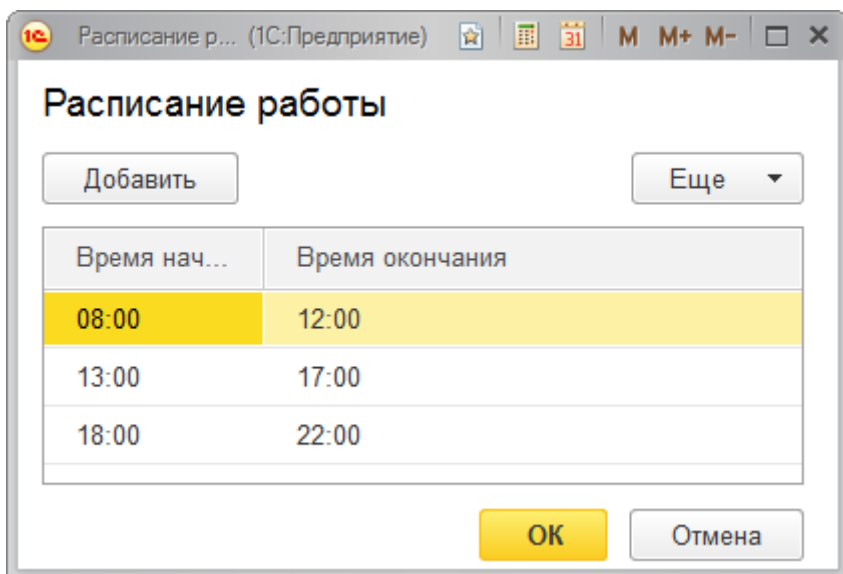 1С Расписание р... (1С:Предприятие) 31 M M+ M-
Расписание работы
Добавить Еще
Время нач... Время окончания
08:00 12:00
13:00 17:00
18:00 22:00
ОК Отмена